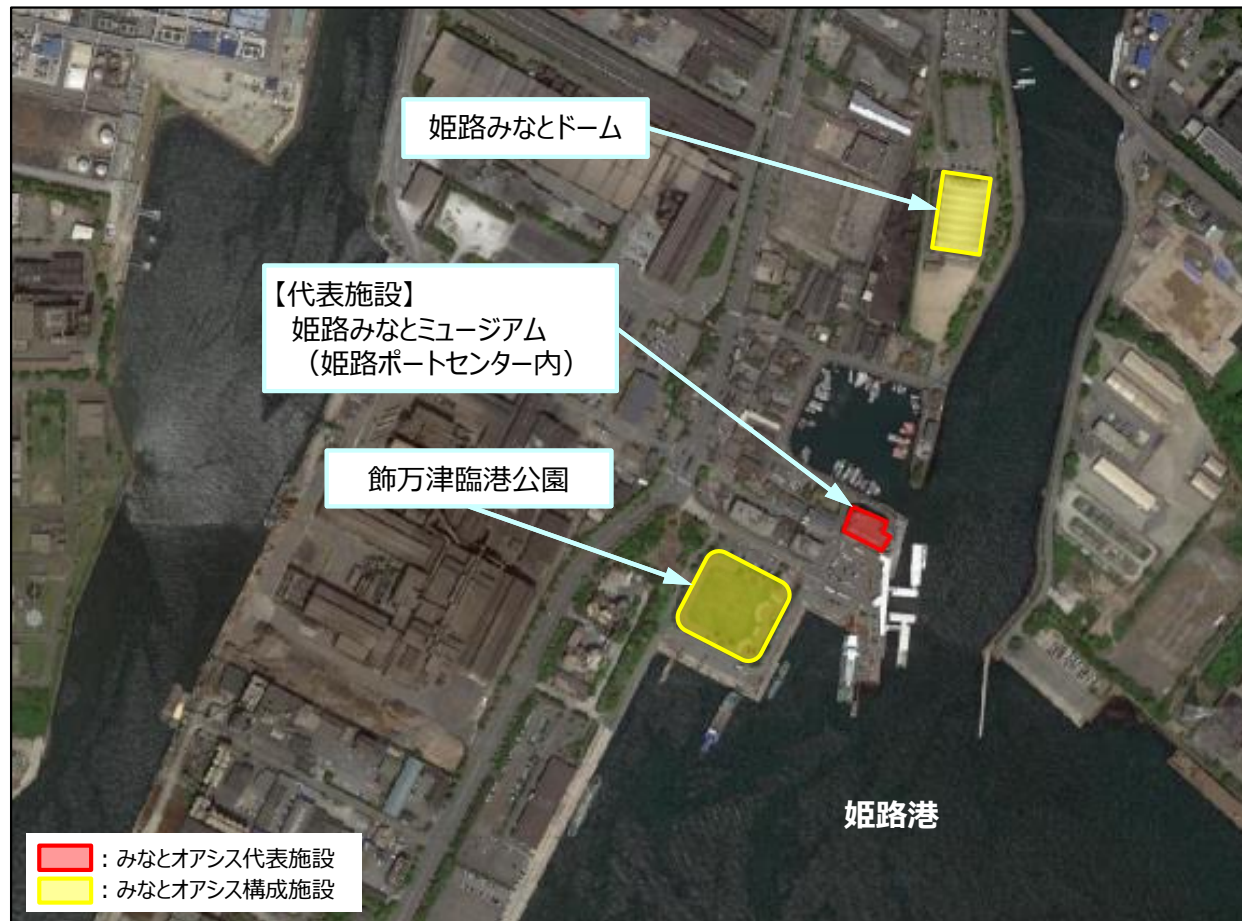 姫路みなとドーム
【代表施設】
姫路みなとミュージアム
（姫路ポートセンター内）
飾万津臨港公園
姫路港
：みなとオアシス代表施設
：みなとオアシス構成施設